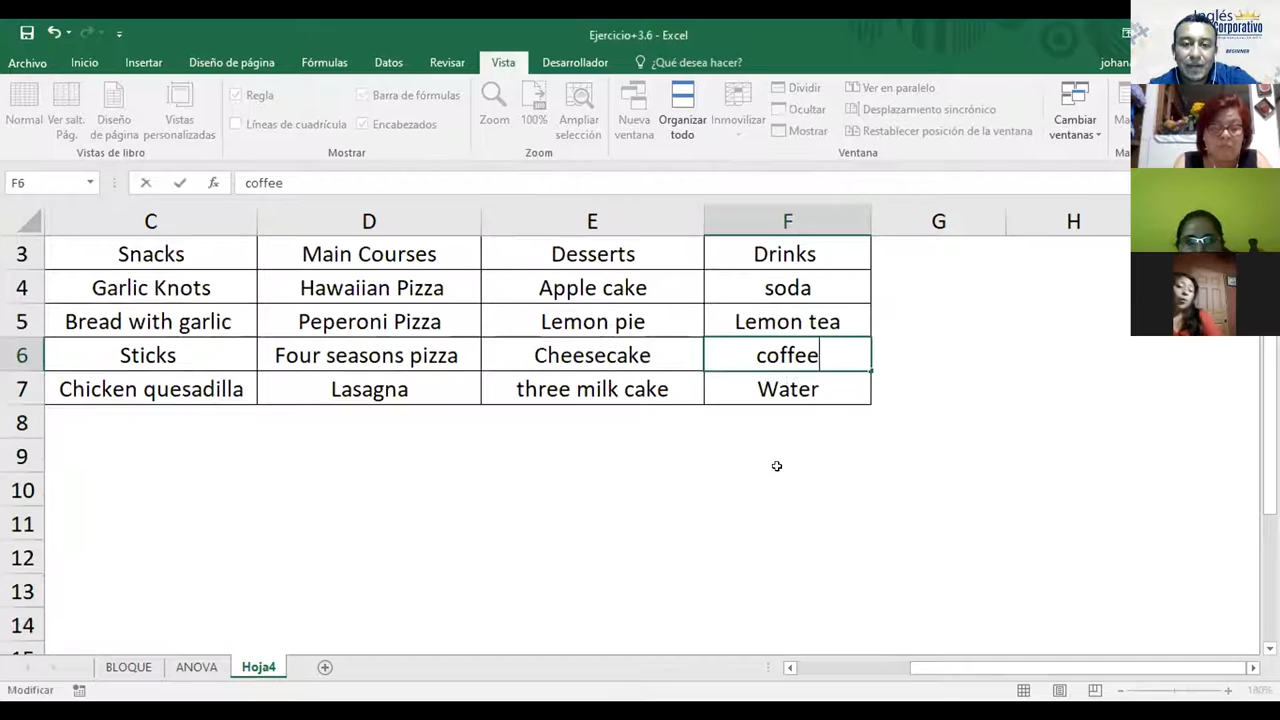 Ejercicio+3.6 - Excel
Archivo Inicio Insertar Diseño de página Fórmulas Datos Revisar Vista Desarrollador ¿Qué desea hacer? johan
Normal Ver salt. Pág. Diseño de página Vistas personalizadas
Regla Barra de fórmulas
Líneas de cuadrícula Encabezados
Zoom 100% Ampliar selección
Nueva ventana Organizar todo Inmovilizar
Dividir Ver en paralelo
Ocultar Desplazamiento sincrónico
Mostrar Restablecer posición de la ventana
Cambiar ventanas
Vistas de libro Mostrar Zoom Ventana
Inglés
Corporativo
BEGINNER
F6 fx coffee
C D E F G H
3 Snacks Main Courses Desserts Drinks
4 Garlic Knots Hawaiian Pizza Apple cake soda
5 Bread with garlic Peperoni Pizza Lemon pie Lemon tea
6 Sticks Four seasons pizza Cheesecake coffee
7 Chicken quesadilla Lasagna three milk cake Water
8
9
10
11
12
13
14
BLOQUE ANOVA Hoja4
Modificar 180%